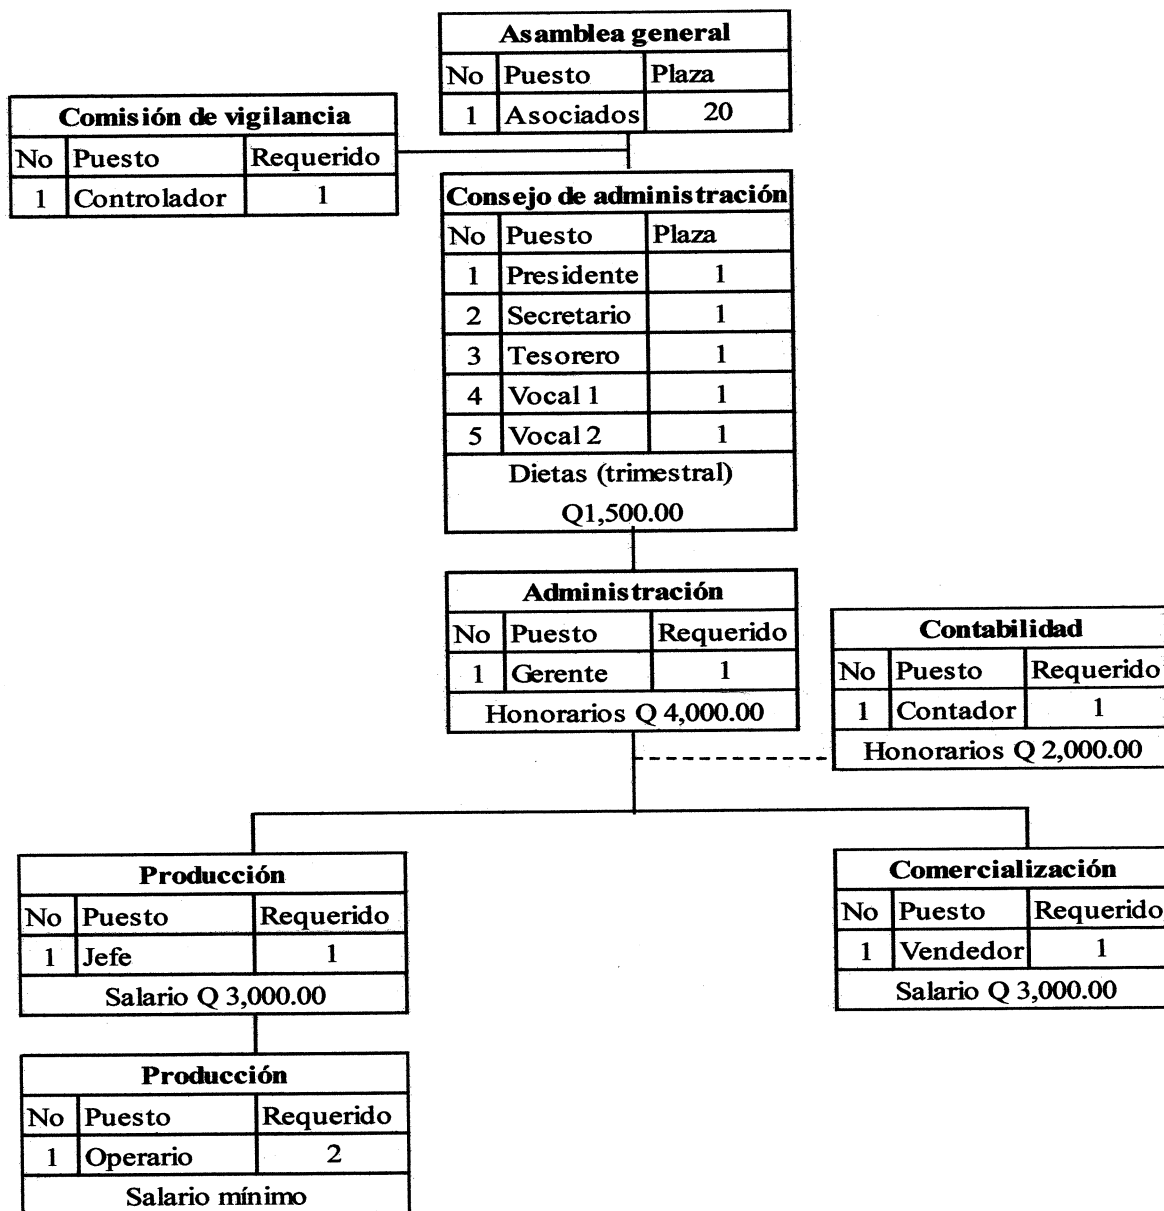 Asamblea general
No Puesto Plaza
1 Asociados 20
Comisión de vigilancia
No Puesto Requerido
1 Controlador 1
Consejo de administración
No Puesto Plaza
1 Presidente 1
2 Secretario 1
3 Tesorero 1
4 Vocal 1 1
5 Vocal 2 1
Dietas (trimestral)
Q1,500.00
Administración
No Puesto Requerido
1 Gerente 1
Honorarios Q 4,000.00
Contabilidad
No Puesto Requerido
1 Contador 1
Honorarios Q 2,000.00
Producción
No Puesto Requerido
1 Jefe 1
Salario Q 3,000.00
Comercialización
No Puesto Requerido
1 Vendedor 1
Salario Q 3,000.00
Producción
No Puesto Requerido
1 Operario 2
Salario mínimo